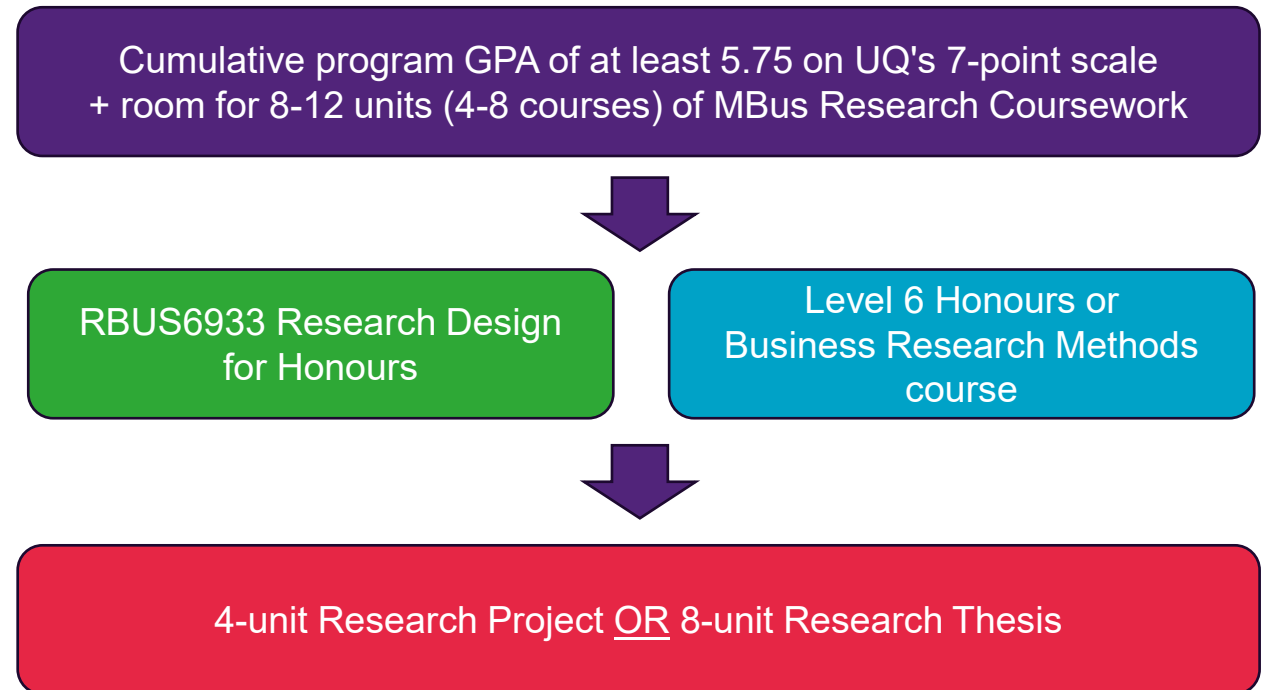 Cumulative program GPA of at least 5.75 on UQ's 7-point scale
+ room for 8-12 units (4-8 courses) of MBus Research Coursework
RBUS6933 Research Design
for Honours
Level 6 Honours or
Business Research Methods
course
4-unit Research Project OR 8-unit Research Thesis